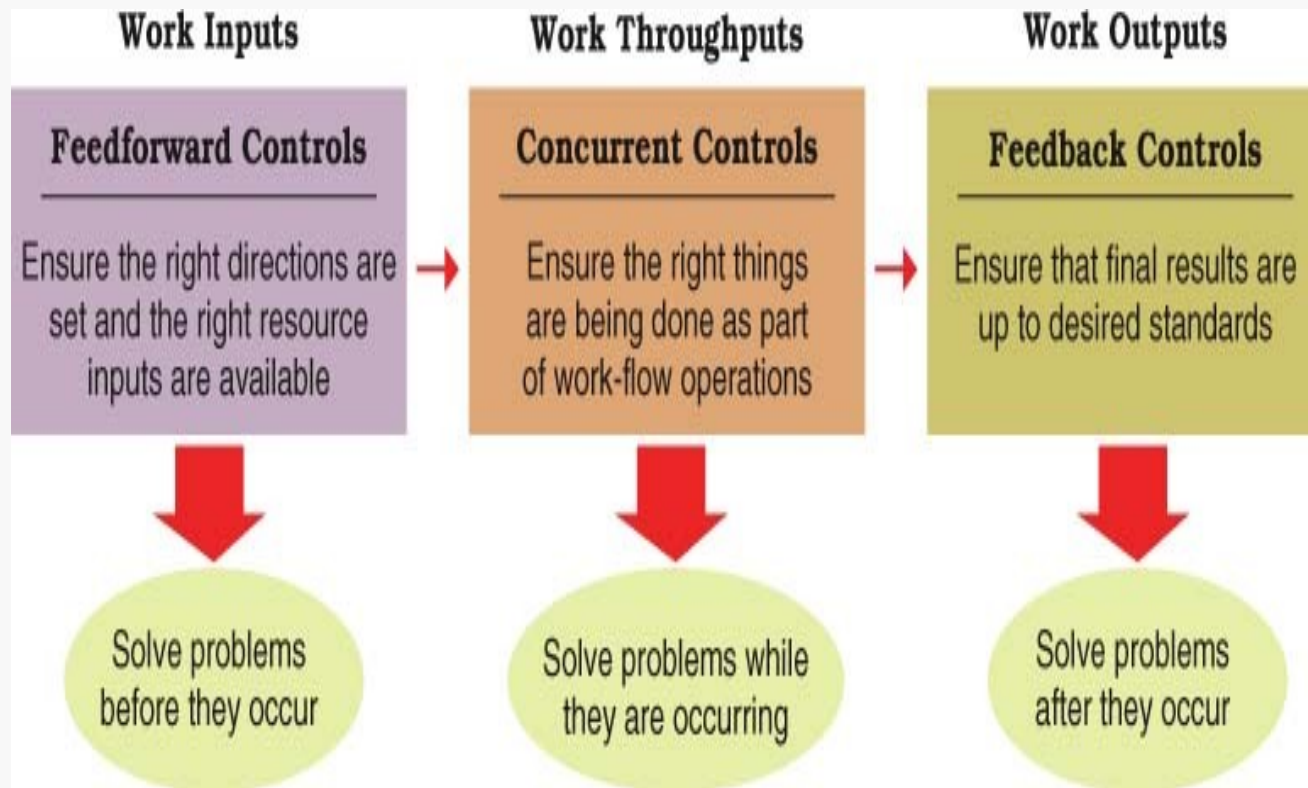 Work Inputs
Work Throughputs
Work Outputs
Feedforward Controls
Ensure the right directions are
set and the right resource
inputs are available
Concurrent Controls
Ensure the right things
are being done as part
of work-flow operations
Feedback Controls
Ensure that final results are
up to desired standards
Solve problems
before they occur
Solve problems while
they are occurring
Solve problems
after they occur